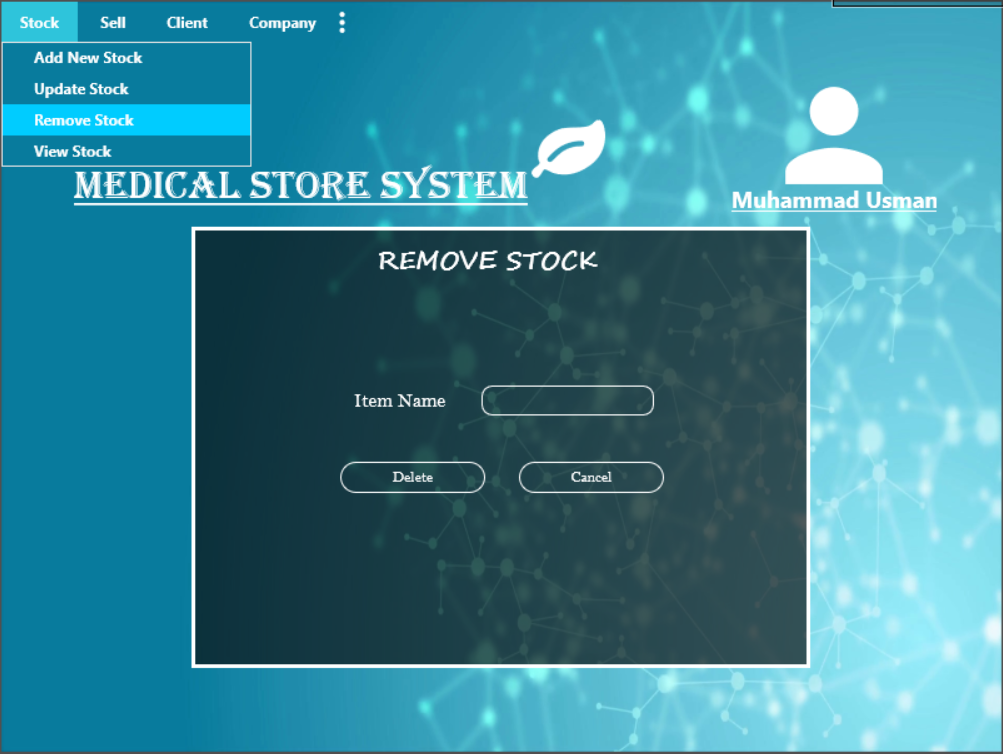 Stock Sell Client Company
Add New Stock
Update Stock
Remove Stock
View Stock
MEDICAL STORE SYSTEM
Muhammad Usman
REMOVE STOCK
Item Name
Delete Cancel